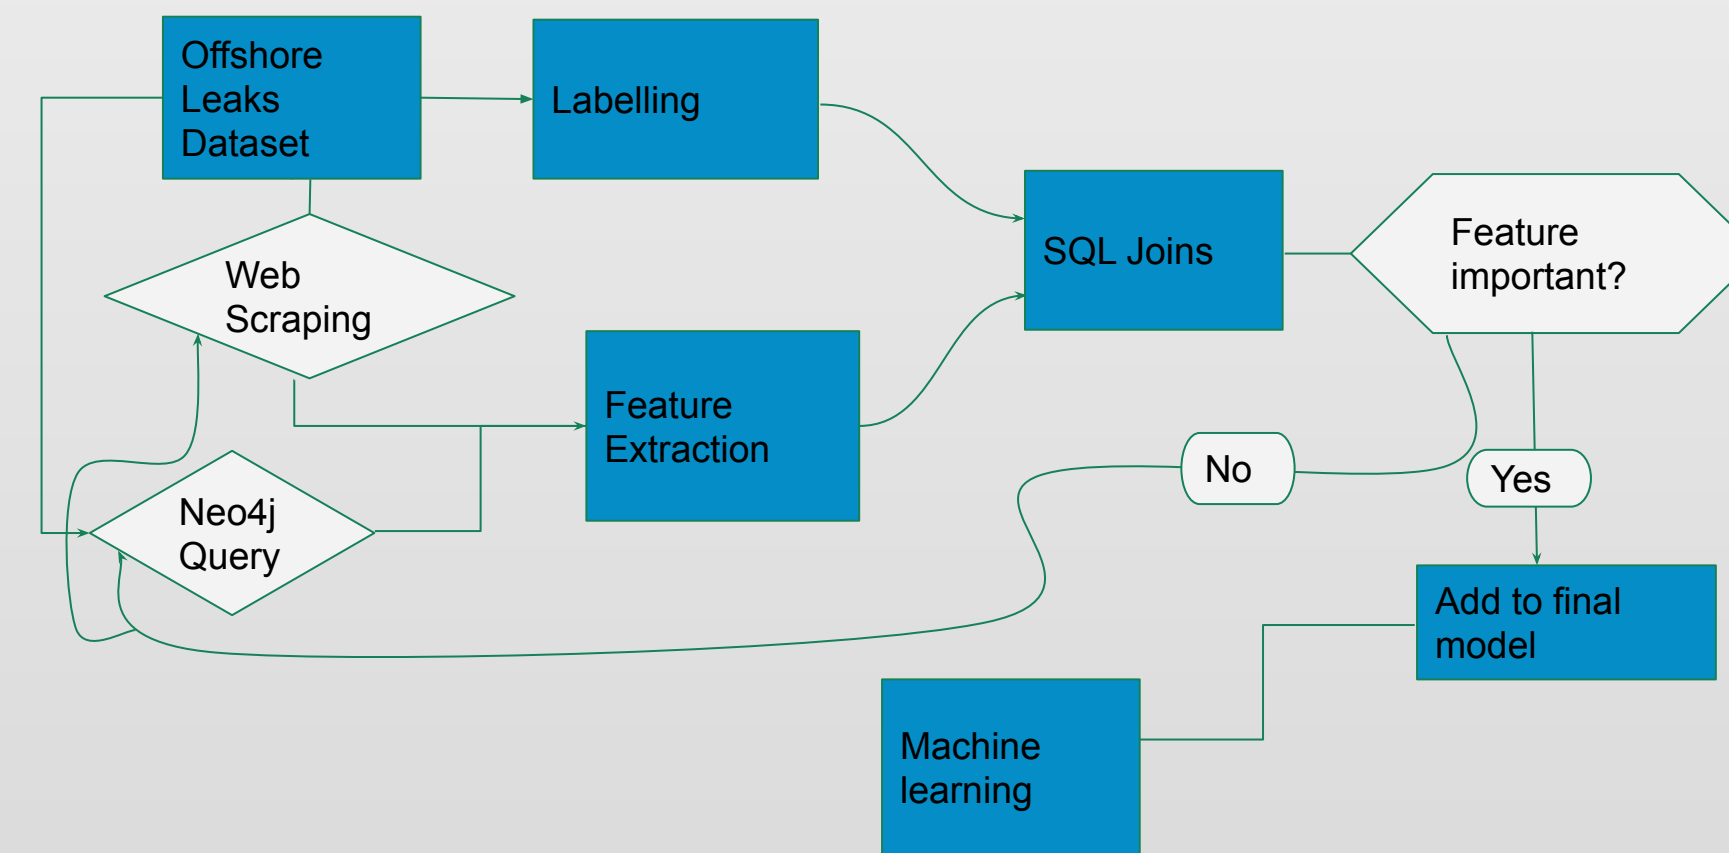 Offshore
Leaks
Dataset
Labelling
Web
Scraping
SQL Joins
Feature
important?
Feature
Extraction
Neo4j
Query
No
Yes
Add to final
model
Machine
learning